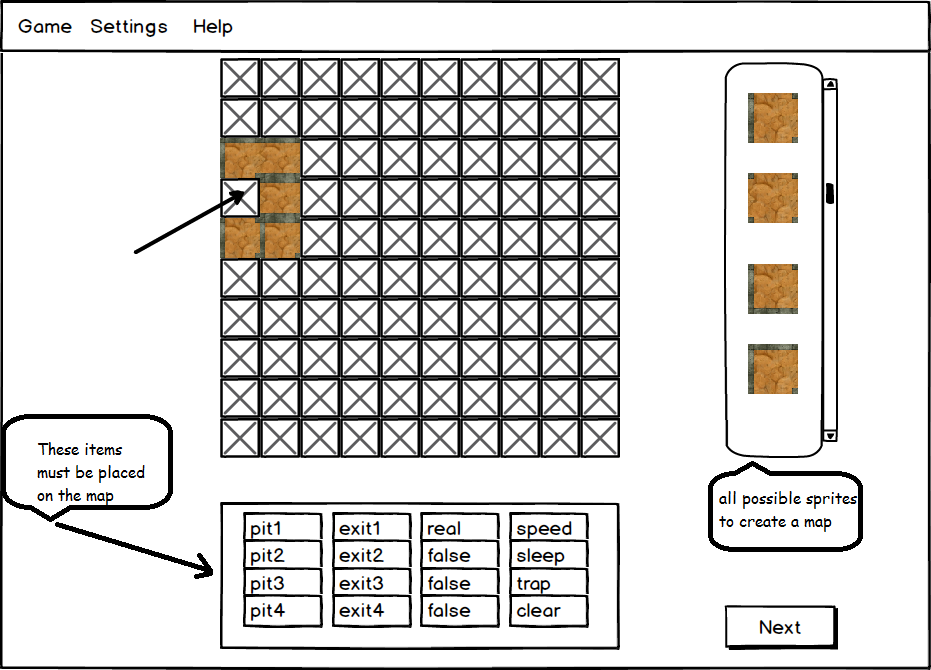 Game Settings Help
These items
must be placed
on the map
all possible sprites
to create a map
pit1 exit1 real speed
pit2 exit2 false sleep
pit3 exit3 false trap
pit4 exit4 false clear
Next